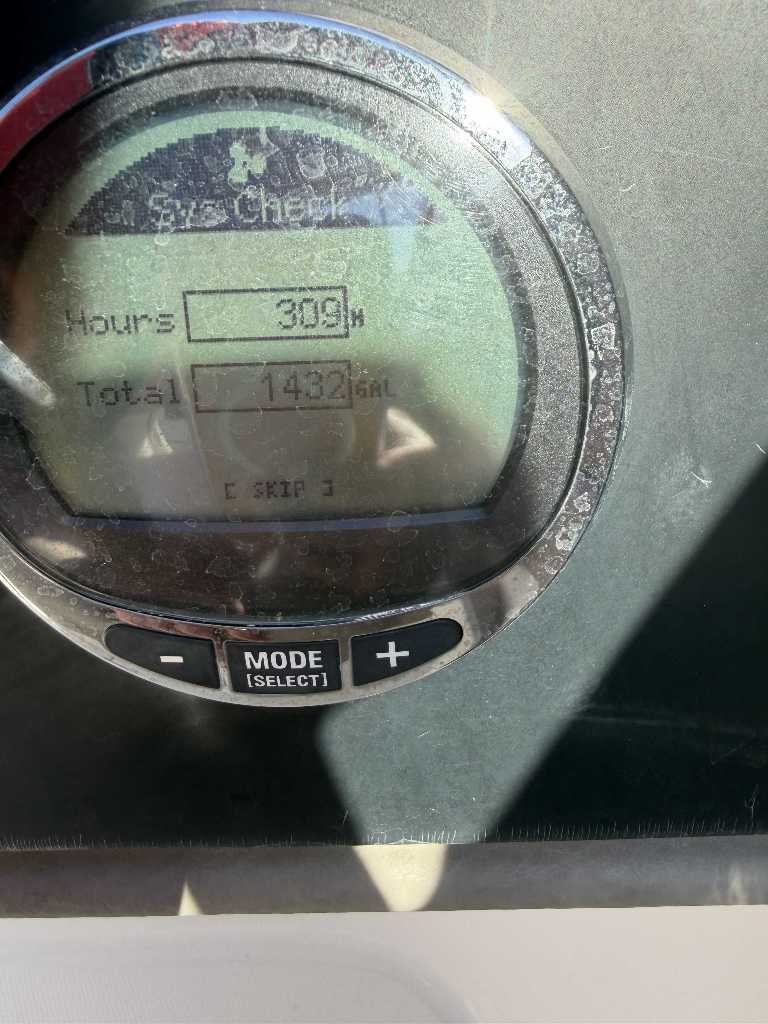 Sys Check
Hours 309 H
Total 1432 GAL
[ SKIP ]
- MODE +
[SELECT]